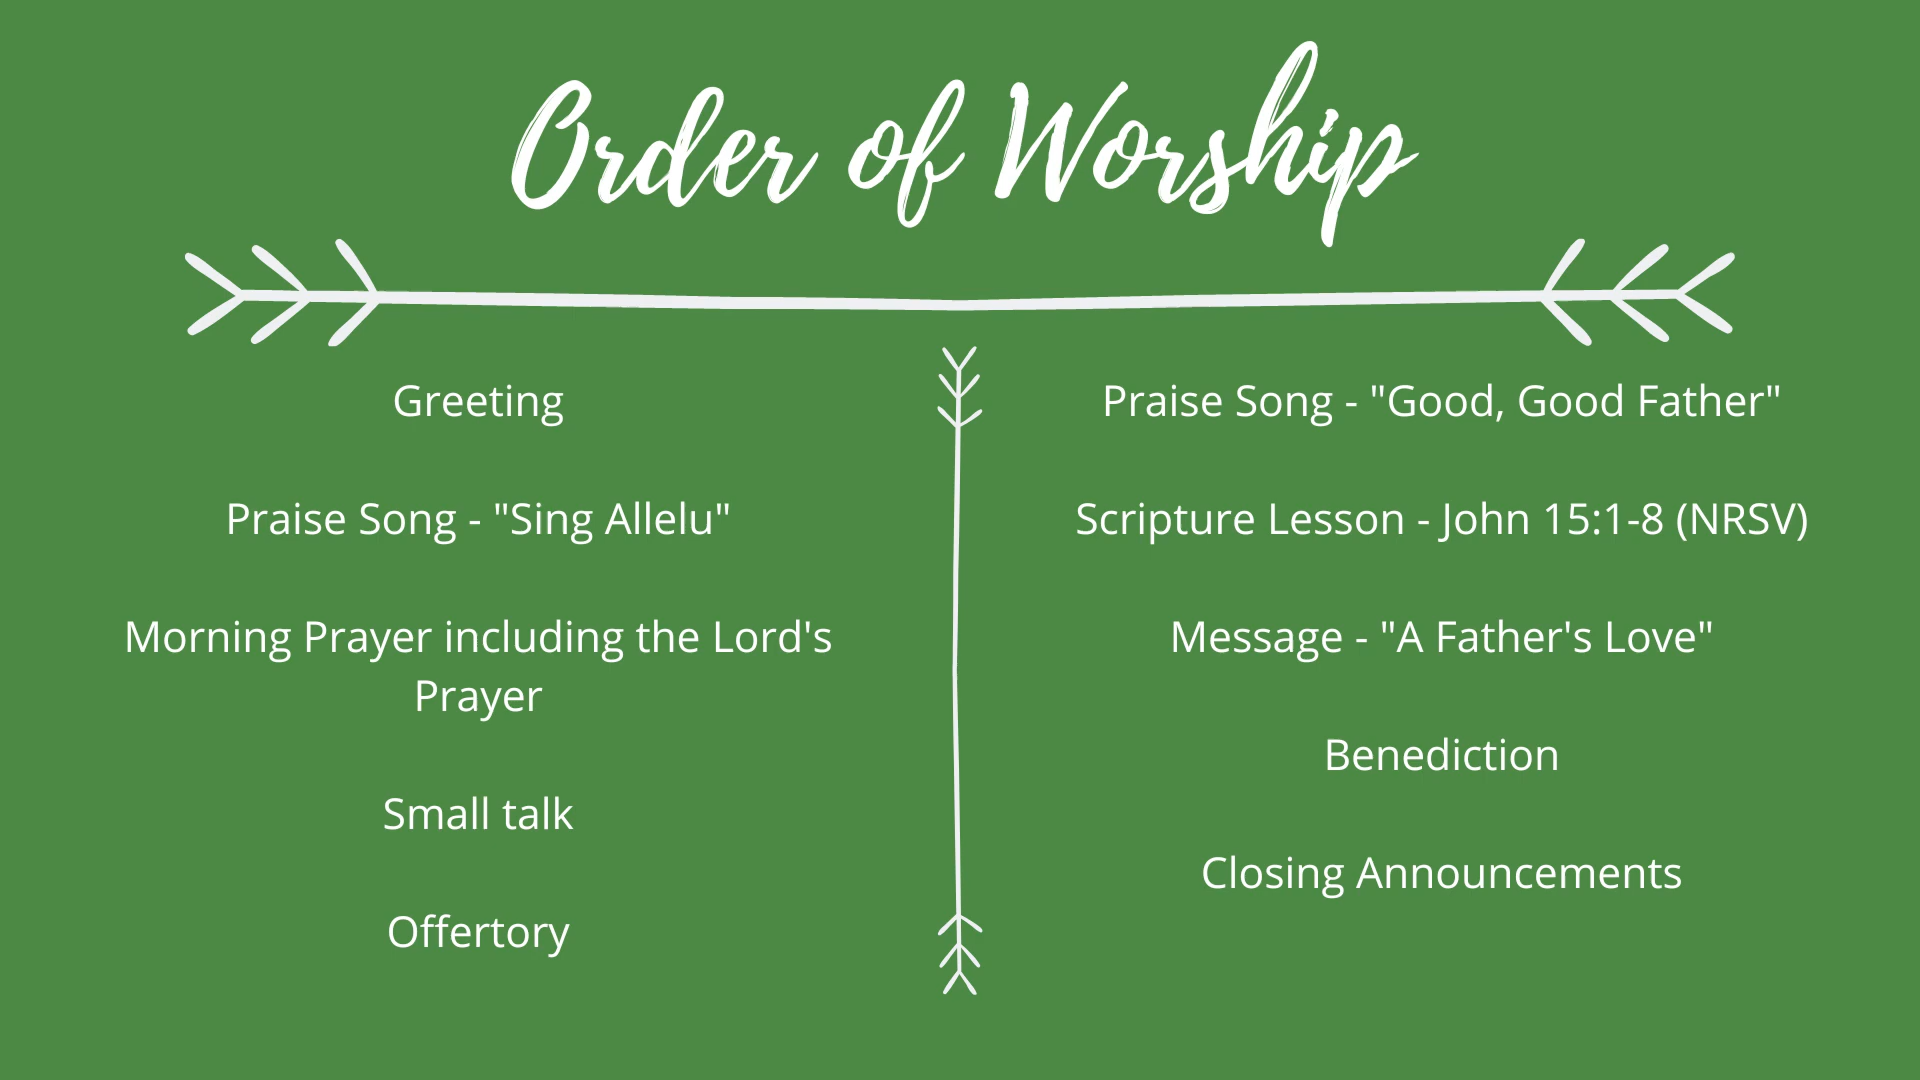 Order of Worship
Greeting
Praise Song - "Sing Allelu"
Morning Prayer including the Lord's
Prayer
Small talk
Offertory
Praise Song - "Good, Good Father"
Scripture Lesson - John 15:1-8 (NRSV)
Message - "A Father's Love"
Benediction
Closing Announcements